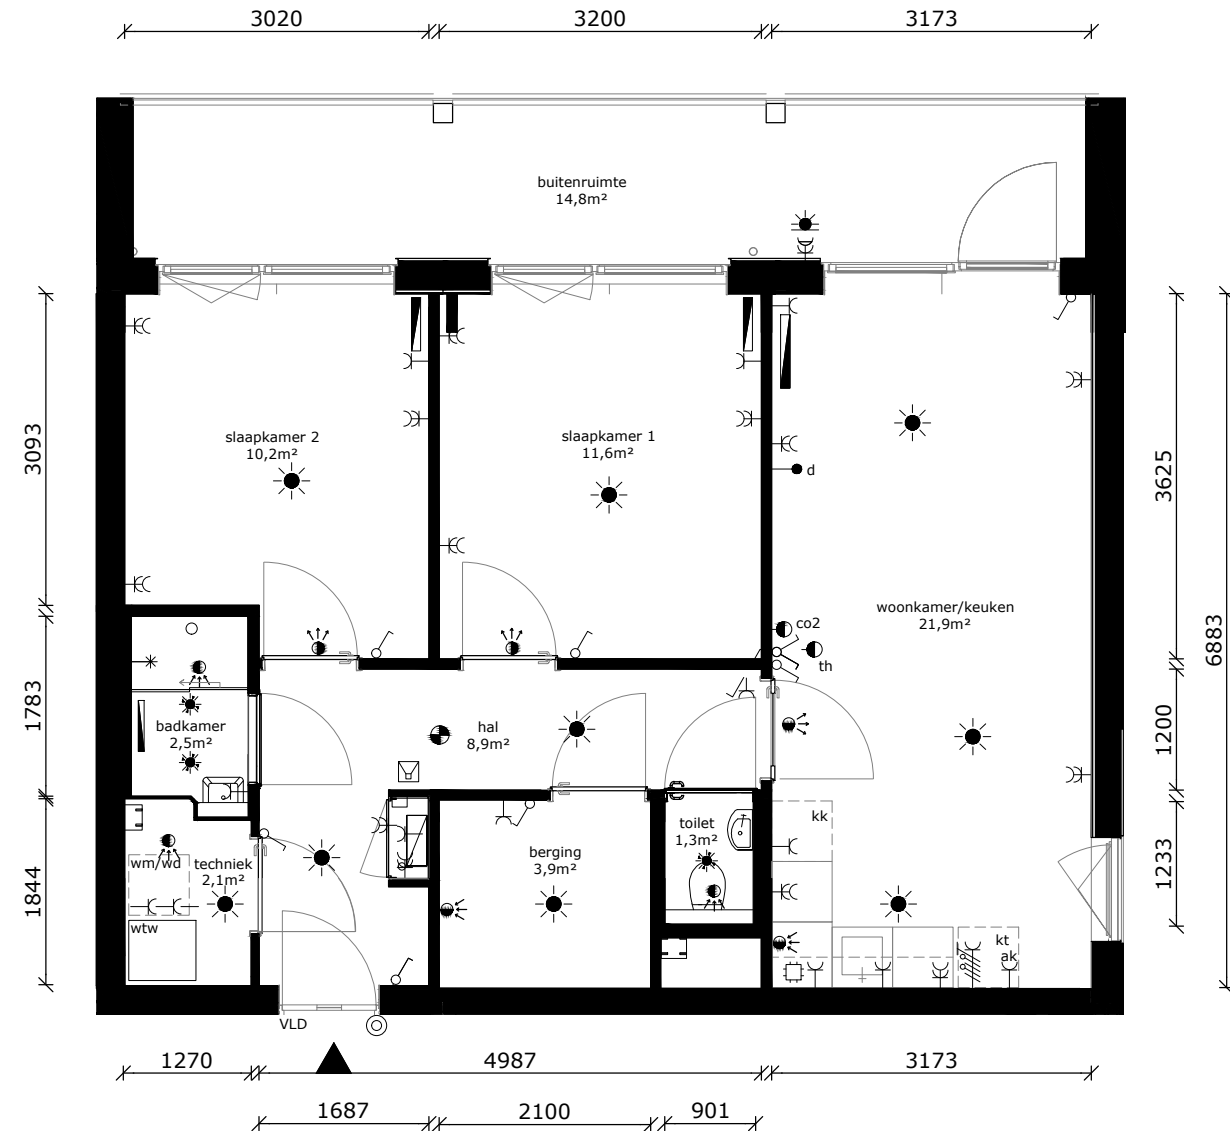 3020
3200
3173
buitenruimte
14,8m²
3093
1783
1844
slaapkamer 2
10,2m²
slaapkamer 1
11,6m²
d
woonkamer/keuken
21,9m²
co2
th
3625
1200
1233
6883
badkamer
2,5m²
hal
8,9m²
kk
toilet
1,3m²
berging
3,9m²
wm/wd
techniek
2,1m²
wtw
kt
ak
VLD
1270
4987
3173
1687
2100
901